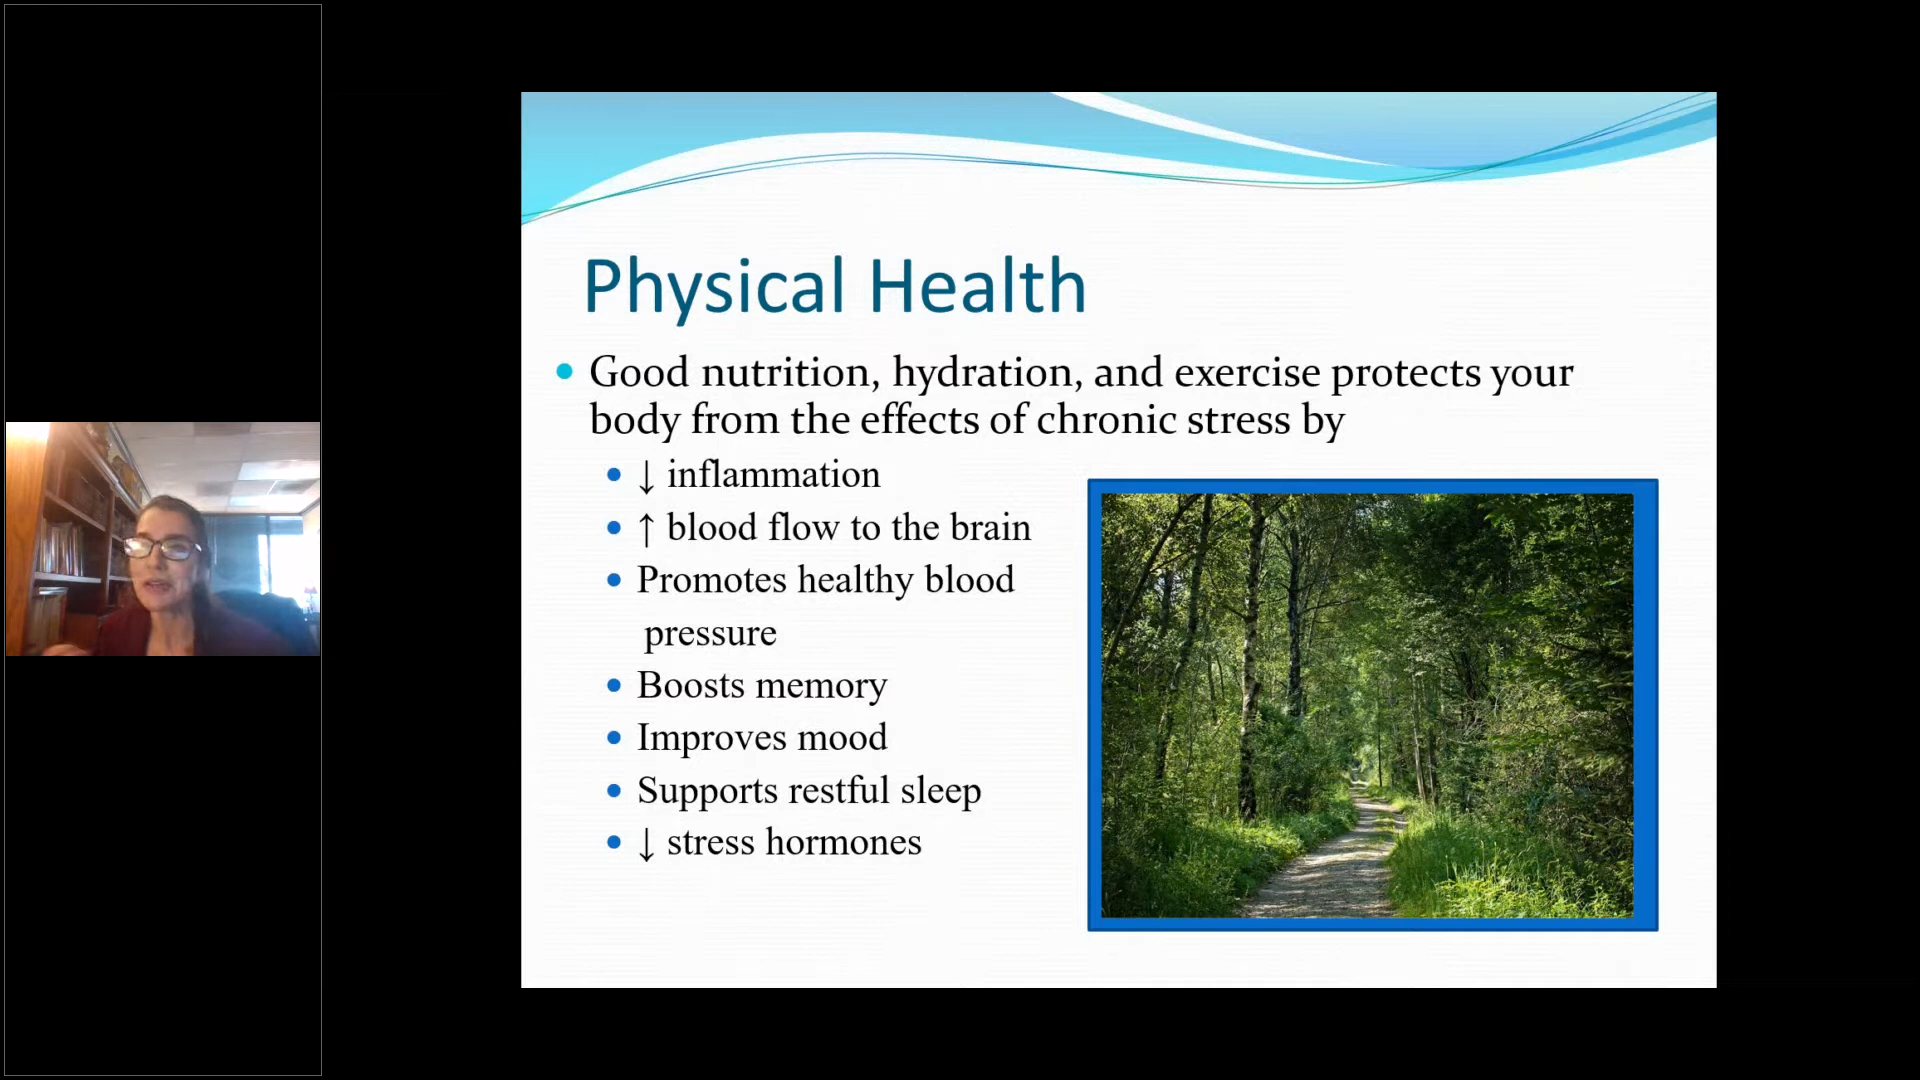 Physical Health
• Good nutrition, hydration, and exercise protects your
body from the effects of chronic stress by
• ↓ inflammation
• ↑ blood flow to the brain
• Promotes healthy blood
pressure
• Boosts memory
• Improves mood
• Supports restful sleep
• ↓ stress hormones